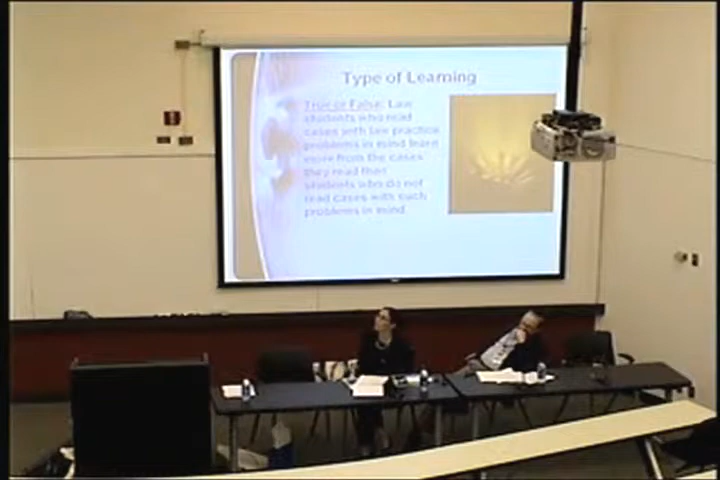 Type of Learning
True or False: Law
students who read
cases with law practice
problems in mind learn
more from the cases
they read than
students who do not
read cases with such
problems in mind